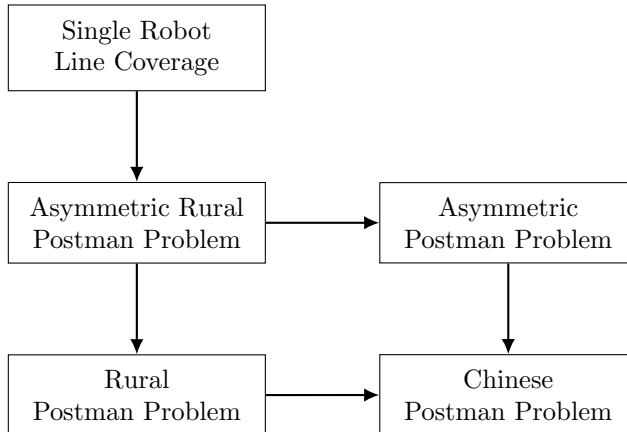 Single Robot
Line Coverage
Asymmetric Rural
Postman Problem
Asymmetric
Postman Problem
Rural
Postman Problem
Chinese
Postman Problem